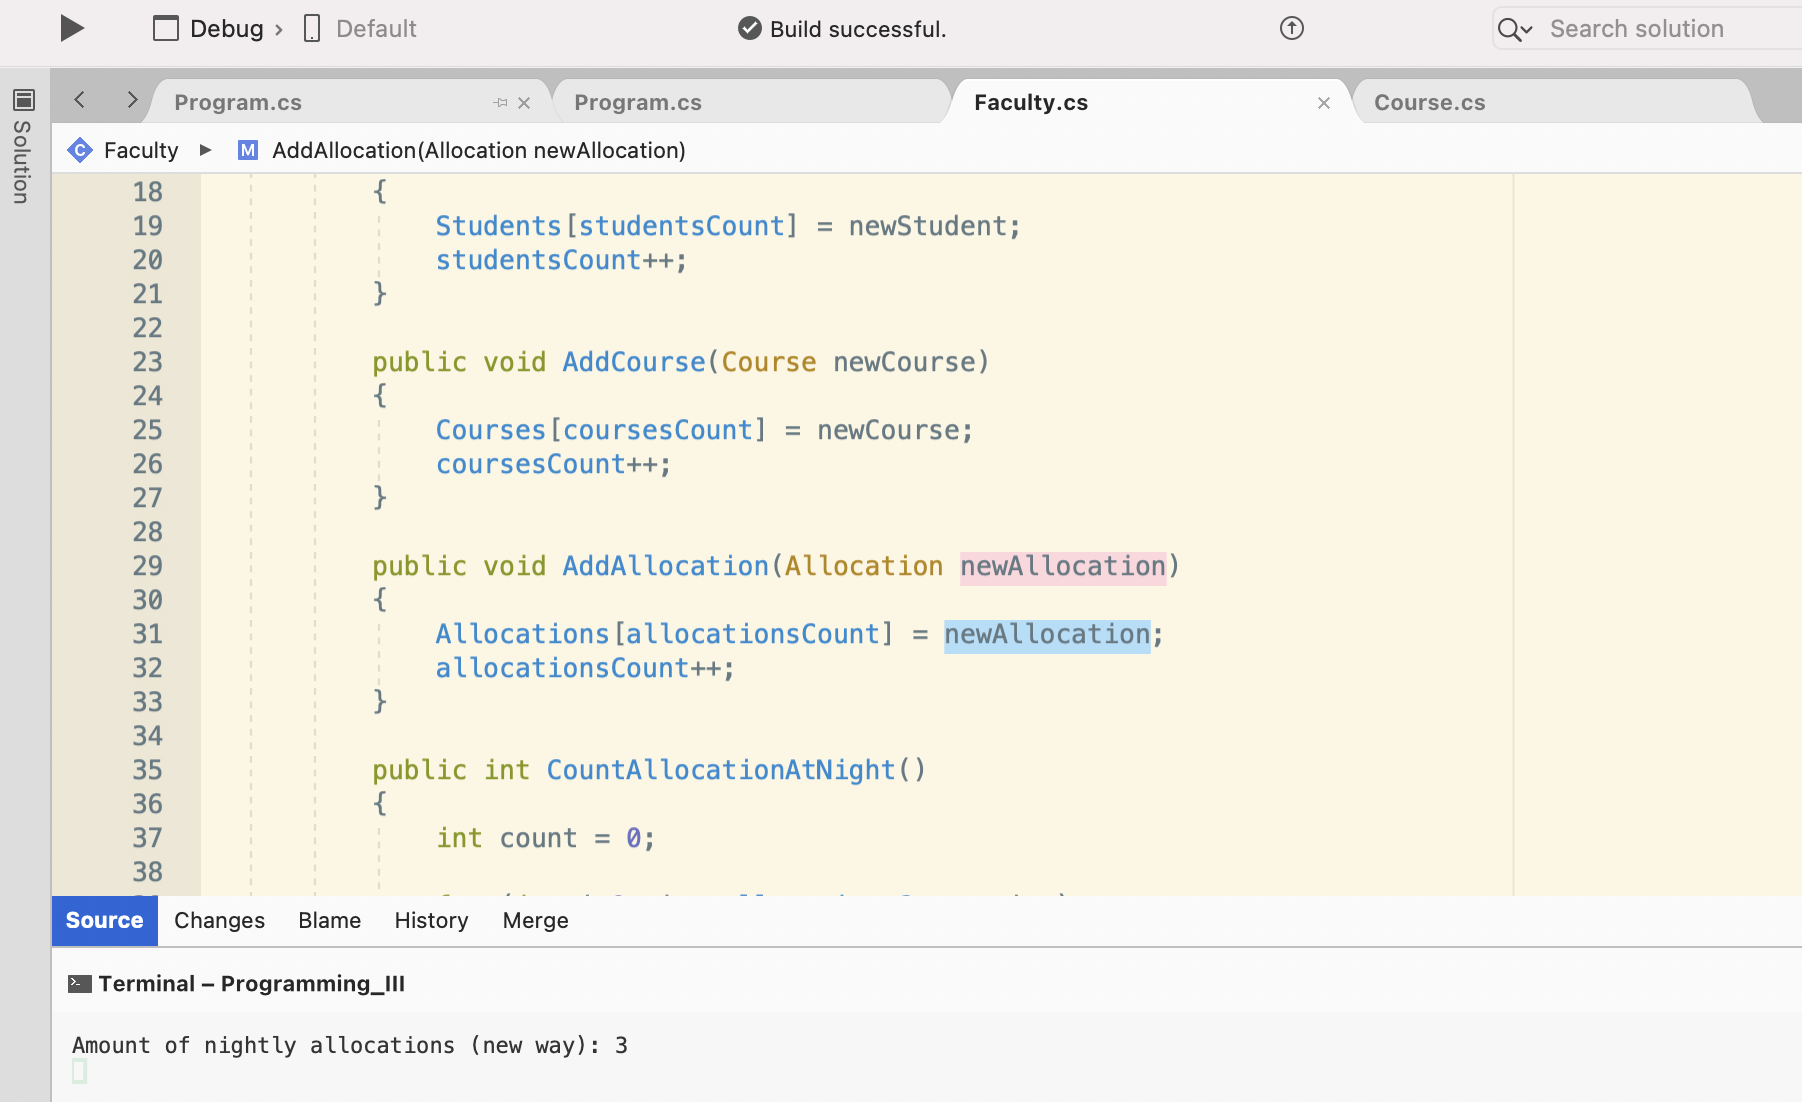 Debug › Default
Build successful.
Search solution
Solution
Program.cs
Program.cs
Faculty.cs
Course.cs
C Faculty
M AddAllocation(Allocation newAllocation)
18 {
19 Students[studentsCount] = newStudent;
20 studentsCount++;
21 }
22
23 public void AddCourse(Course newCourse)
24 {
25 Courses[coursesCount] = newCourse;
26 coursesCount++;
27 }
28
29 public void AddAllocation(Allocation newAllocation)
30 {
31 Allocations[allocationsCount] = newAllocation;
32 allocationsCount++;
33 }
34
35 public int CountAllocationAtNight()
36 {
37 int count = 0;
38
Source Changes Blame History Merge
Terminal – Programming_III
Amount of nightly allocations (new way): 3